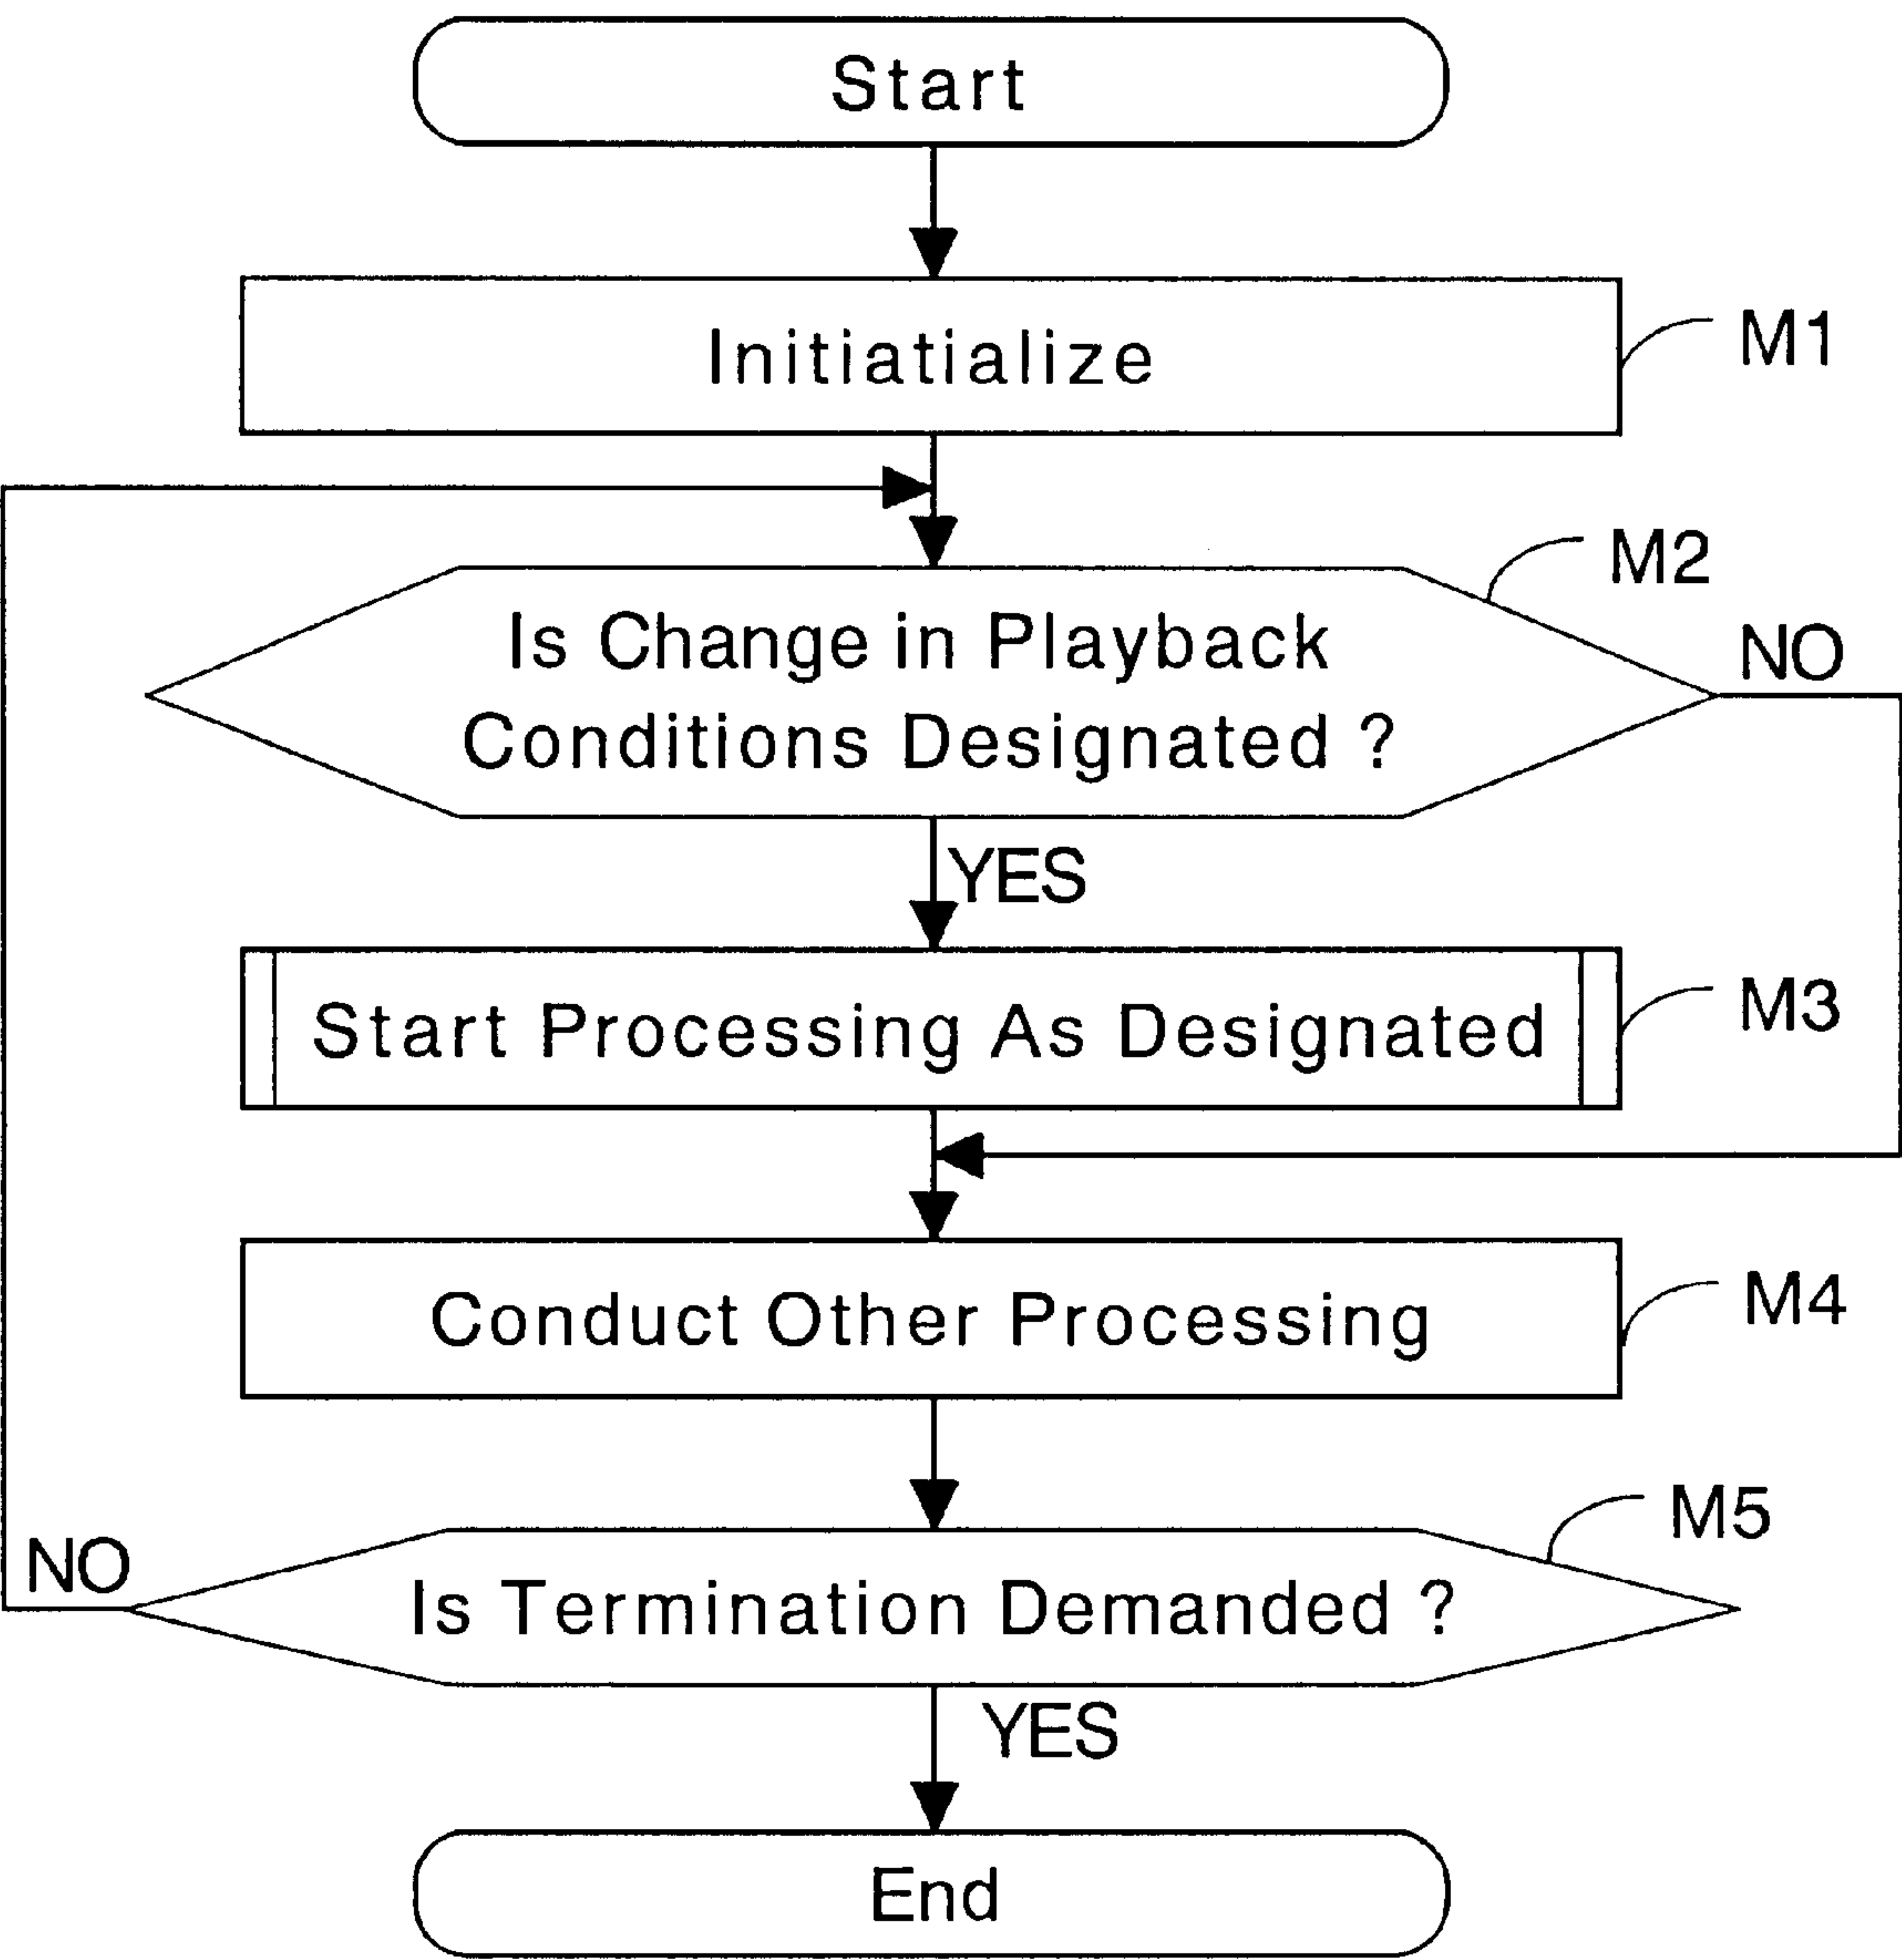 Start
Initiatialize
M1
M2
Is Change in Playback
NO
Conditions Designated ?
YES
Start Processing As Designated
M3
Conduct Other Processing
M4
M5
NO
Is Termination Demanded ?
YES
End